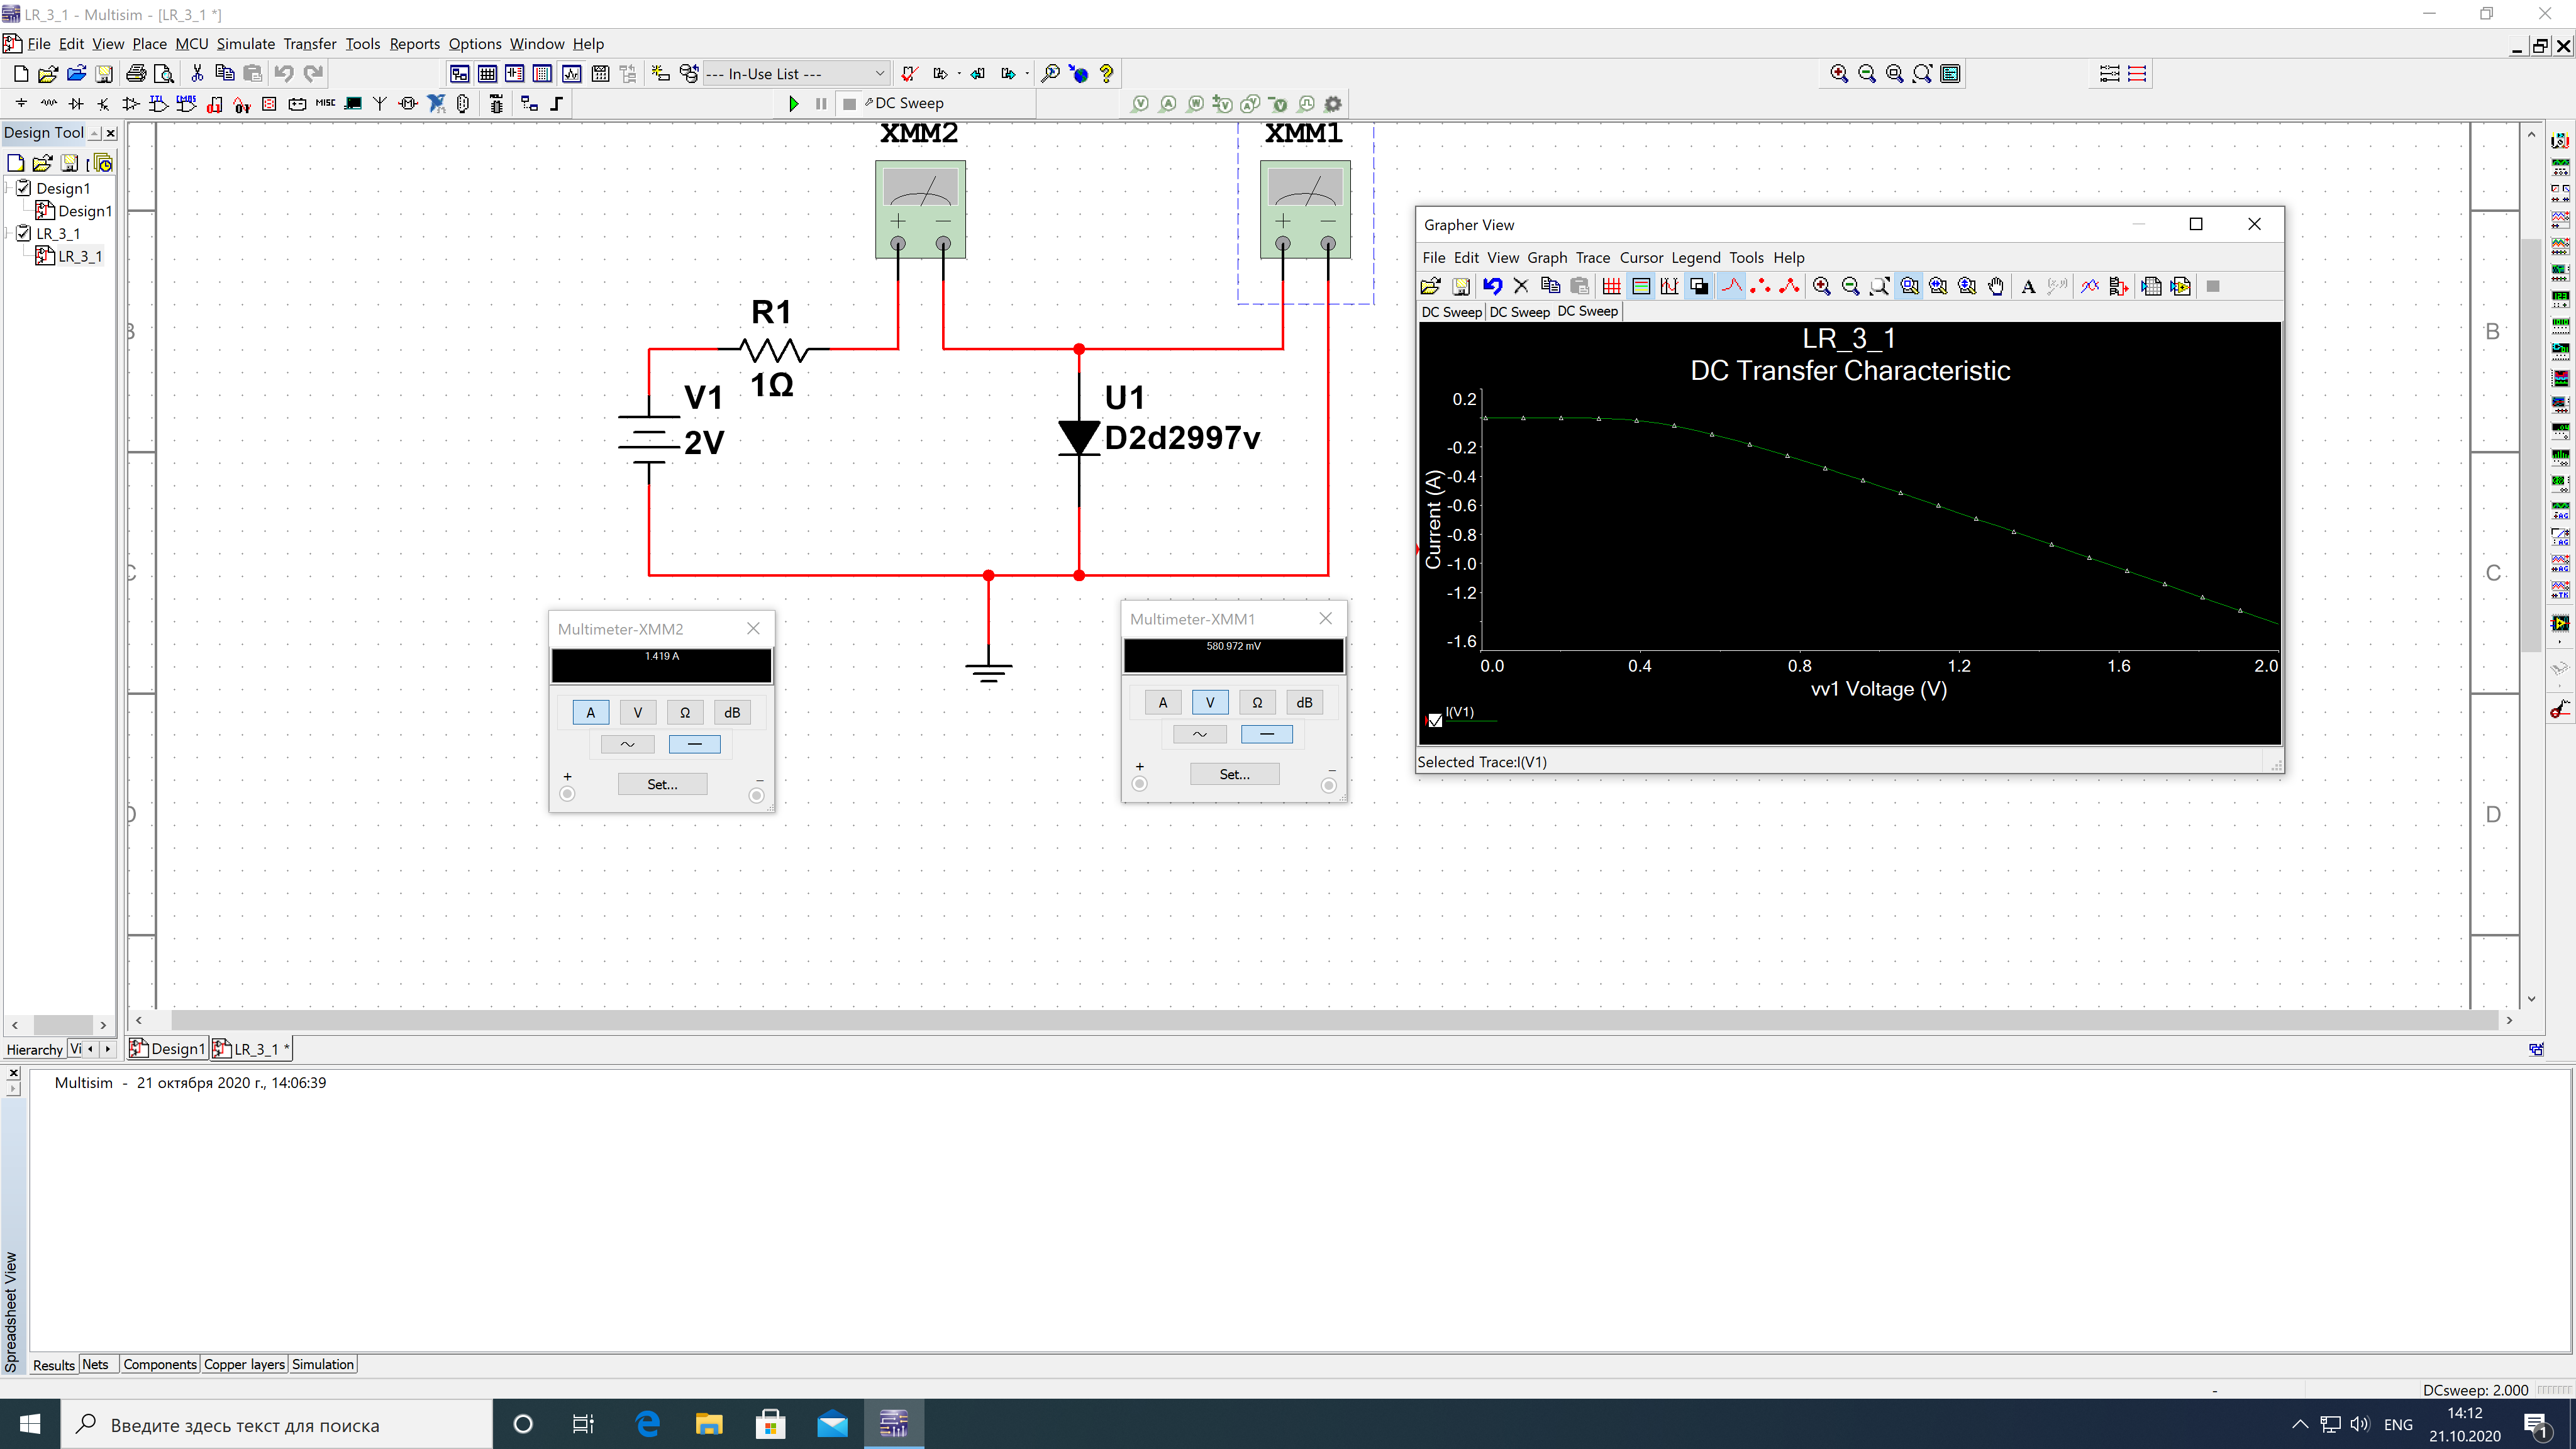 LR_3_1 - Multisim - [LR_3_1 *]
File Edit View Place MCU Simulate Transfer Tools Reports Options Window Help
--- In-Use List ---
DC Sweep
Design Tool
Design1
Design1
LR_3_1
LR_3_1
Hierarchy Vi
XMM2
XMM1
R1
1Ω
V1
2V
U1
D2d2997v
B
C
D
B
C
D
Multimeter-XMM2
1.419 A
A V Ω dB
+ Set... −
Multimeter-XMM1
580.972 mV
A V Ω dB
+ Set... −
Grapher View
File Edit View Graph Trace Cursor Legend Tools Help
DC Sweep DC Sweep DC Sweep
LR_3_1
DC Transfer Characteristic
Current (A)
0.2
-0.2
-0.4
-0.6
-0.8
-1.0
-1.2
-1.6
0.0 0.4 0.8 1.2 1.6 2.0
vv1 Voltage (V)
I(V1)
Selected Trace:I(V1)
Design1 LR_3_1 *
Multisim - 21 октября 2020 г., 14:06:39
Spreadsheet View
Results Nets Components Copper layers Simulation
- DCsweep: 2.000
Введите здесь текст для поиска
ENG
14:12
21.10.2020
1